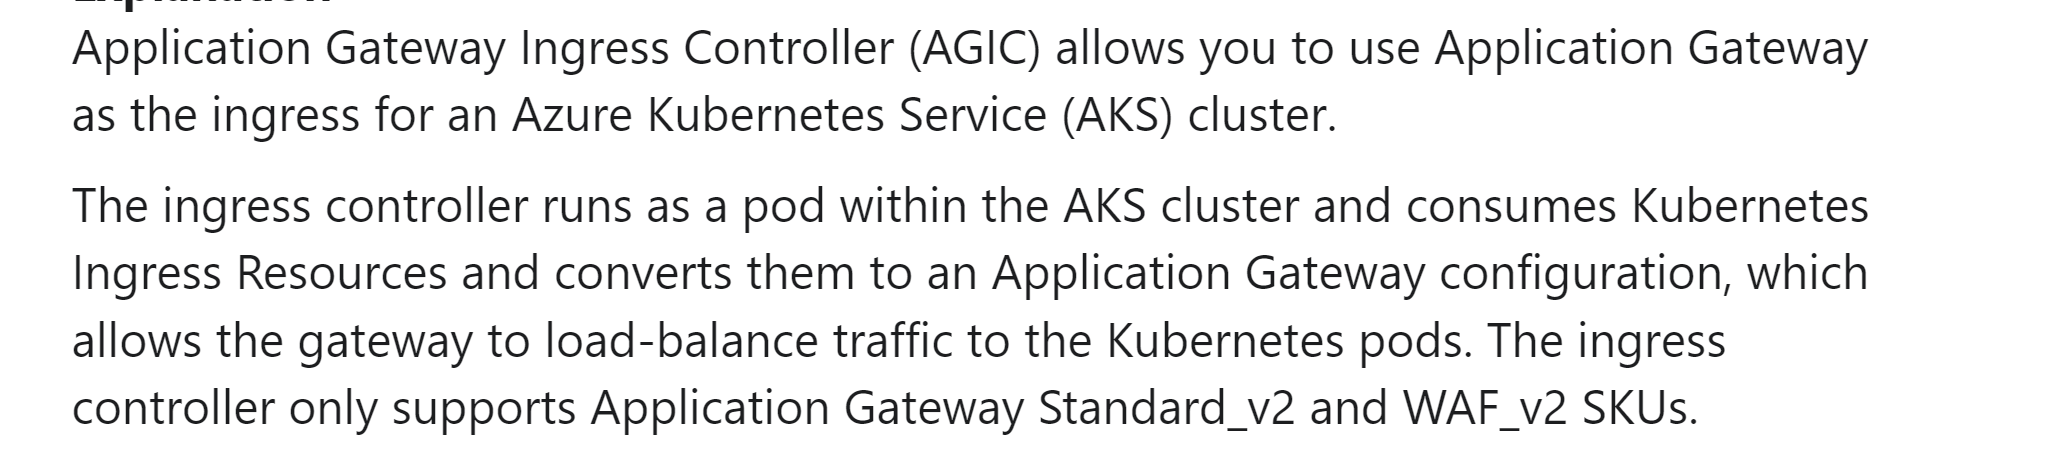 Application Gateway Ingress Controller (AGIC) allows you to use Application Gateway
as the ingress for an Azure Kubernetes Service (AKS) cluster.
The ingress controller runs as a pod within the AKS cluster and consumes Kubernetes
Ingress Resources and converts them to an Application Gateway configuration, which
allows the gateway to load-balance traffic to the Kubernetes pods. The ingress
controller only supports Application Gateway Standard_v2 and WAF_v2 SKUs.